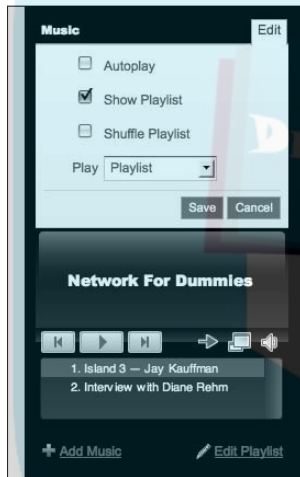 Music Edit
Autoplay
Show Playlist
Shuffle Playlist
Play Playlist
Save Cancel
Network For Dummies
1. Island 3 — Jay Kauffman
2. Interview with Diane Rehm
Add Music Edit Playlist